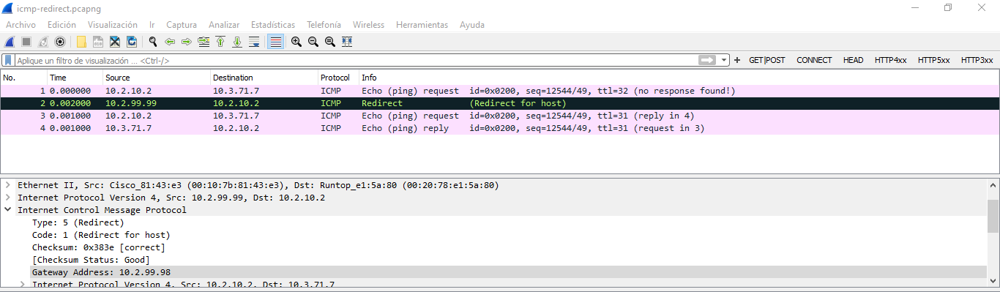 icmp-redirect.pcapng
Archivo Edición Visualización Ir Captura Analizar Estadísticas Telefonía Wireless Herramientas Ayuda
Aplique un filtro de visualización ... <Ctrl-/> + GET|POST CONNECT HEAD HTTP4xx HTTP5xx HTTP3xx
No. Time Source Destination Protocol Info
1 0.000000 10.2.10.2 10.3.71.7 ICMP Echo (ping) request id=0x0200, seq=12544/49, ttl=32 (no response found!)
2 0.002000 10.2.99.99 10.2.10.2 ICMP Redirect (Redirect for host)
3 0.001000 10.2.10.2 10.3.71.7 ICMP Echo (ping) request id=0x0200, seq=12544/49, ttl=31 (reply in 4)
4 0.001000 10.3.71.7 10.2.10.2 ICMP Echo (ping) reply id=0x0200, seq=12544/49, ttl=31 (request in 3)
Ethernet II, Src: Cisco_81:43:e3 (00:10:7b:81:43:e3), Dst: Runtop_e1:5a:80 (00:20:78:e1:5a:80)
Internet Protocol Version 4, Src: 10.2.99.99, Dst: 10.2.10.2
Internet Control Message Protocol
Type: 5 (Redirect)
Code: 1 (Redirect for host)
Checksum: 0x383e [correct]
[Checksum Status: Good]
Gateway Address: 10.2.99.98
Internet Protocol Version 4, Src: 10.2.10.2, Dst: 10.3.71.7